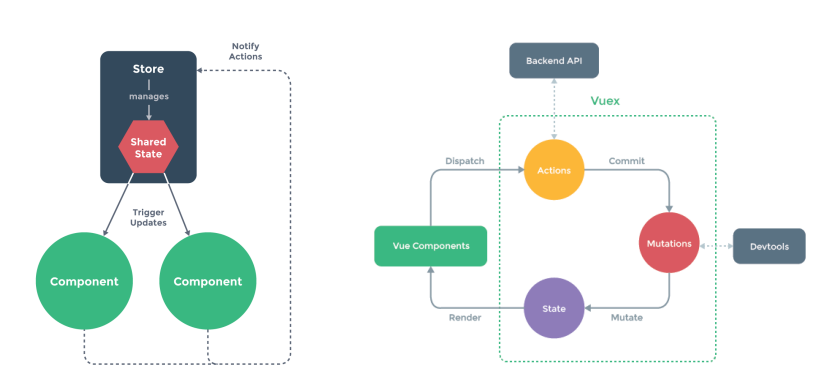 Notify
Actions
Store
manages
Shared
State
Trigger
Updates
Component
Component
Backend API
Vuex
Dispatch
Commit
Actions
Vue Components
Mutations
Devtools
State
Render
Mutate